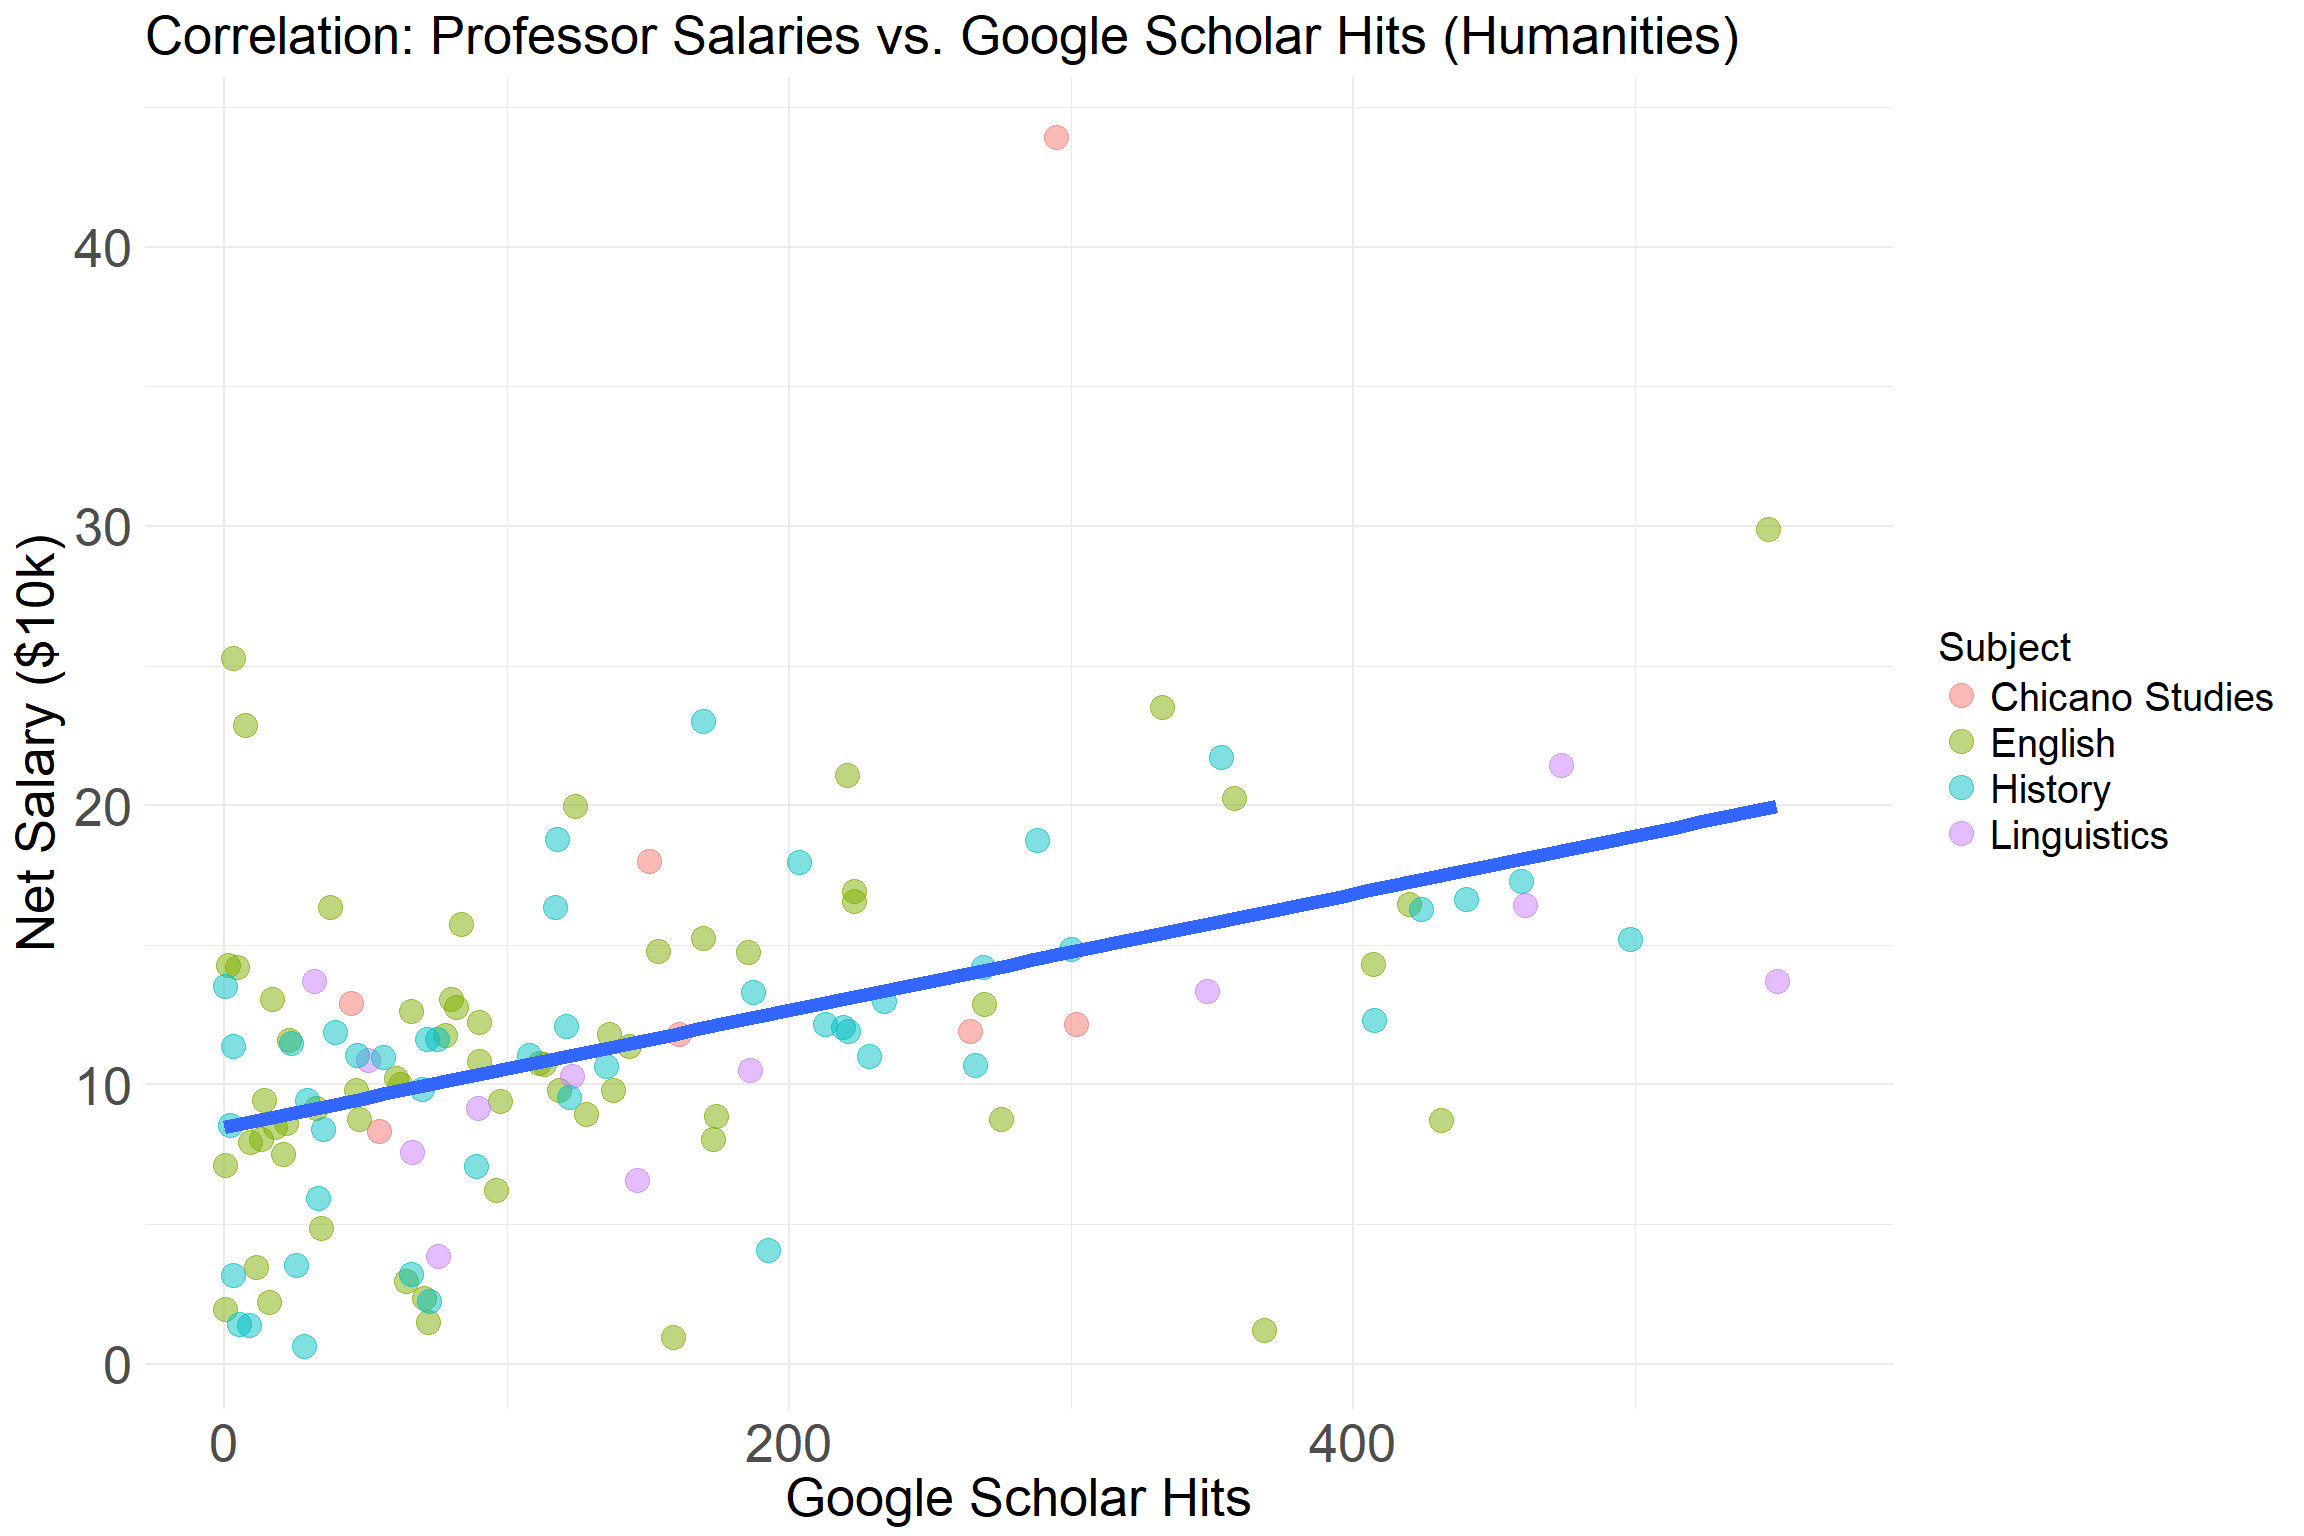 Correlation: Professor Salaries vs. Google Scholar Hits (Humanities)
Net Salary ($10k)
40
30
20
10
0
0 200 400
Google Scholar Hits
Subject
Chicano Studies
English
History
Linguistics